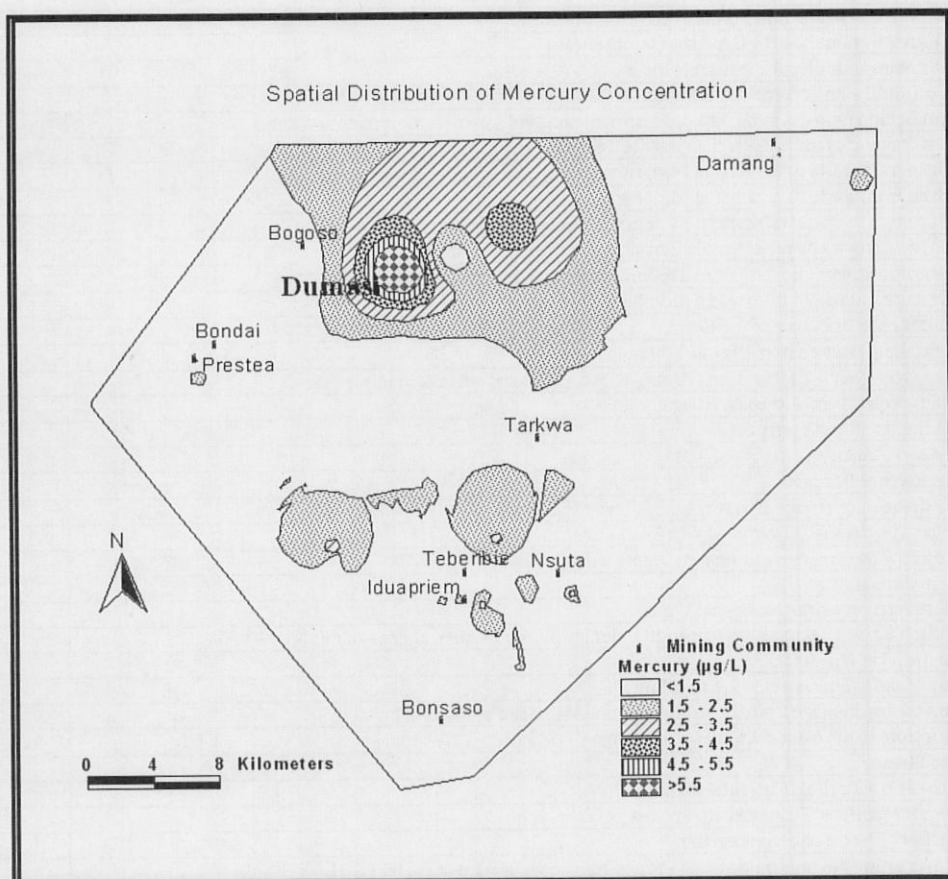 Spatial Distribution of Mercury Concentration
Damang
Bogoso
Dumasi
Bondai
Prestea
Tarkwa
N
Tebenbie
Nsuta
Iduapriem
Mining Community
Mercury (µg/L)
<1.5
1.5 - 2.5
2.5 - 3.5
3.5 - 4.5
4.5 - 5.5
>5.5
Bonsaso
0 4 8 Kilometers